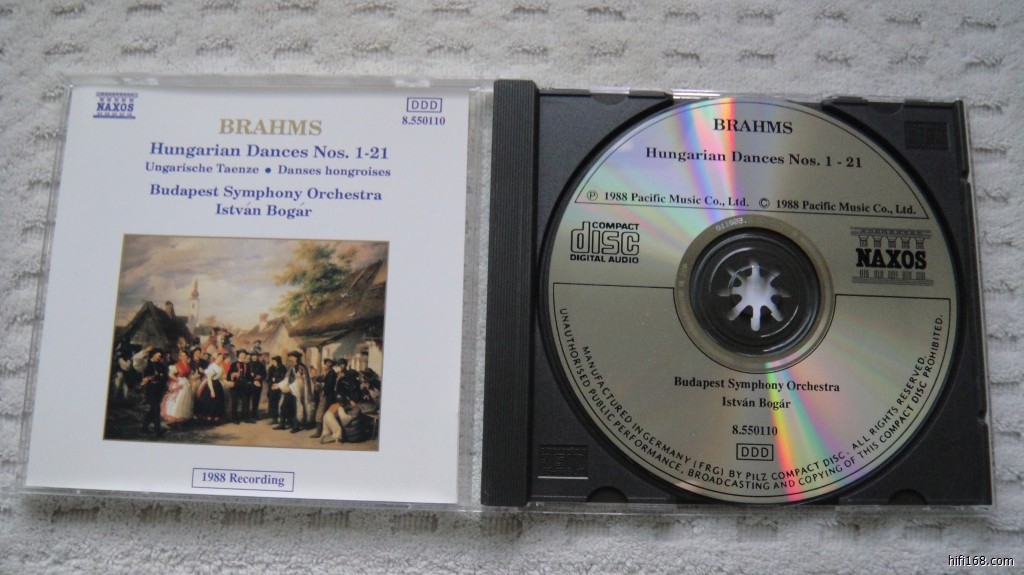 NAXOS
DDD
8.550110
BRAHMS
Hungarian Dances Nos. 1-21
Ungarische Taenze • Danses hongroises
Budapest Symphony Orchestra
István Bogár
1988 Recording
BRAHMS
Hungarian Dances Nos. 1 - 21
℗ 1988 Pacific Music Co., Ltd. © 1988 Pacific Music Co., Ltd.
COMPACT
disc
DIGITAL AUDIO
NAXOS
Budapest Symphony Orchestra
István Bogár
8.550110
DDD
MANUFACTURED IN GERMANY [FRG] BY PILZ COMPACT DISC. ALL RIGHTS RESERVED.
UNAUTHORISED PUBLIC PERFORMANCE, BROADCASTING AND COPYING OF THIS COMPACT DISC PROHIBITED.
hifi168.com